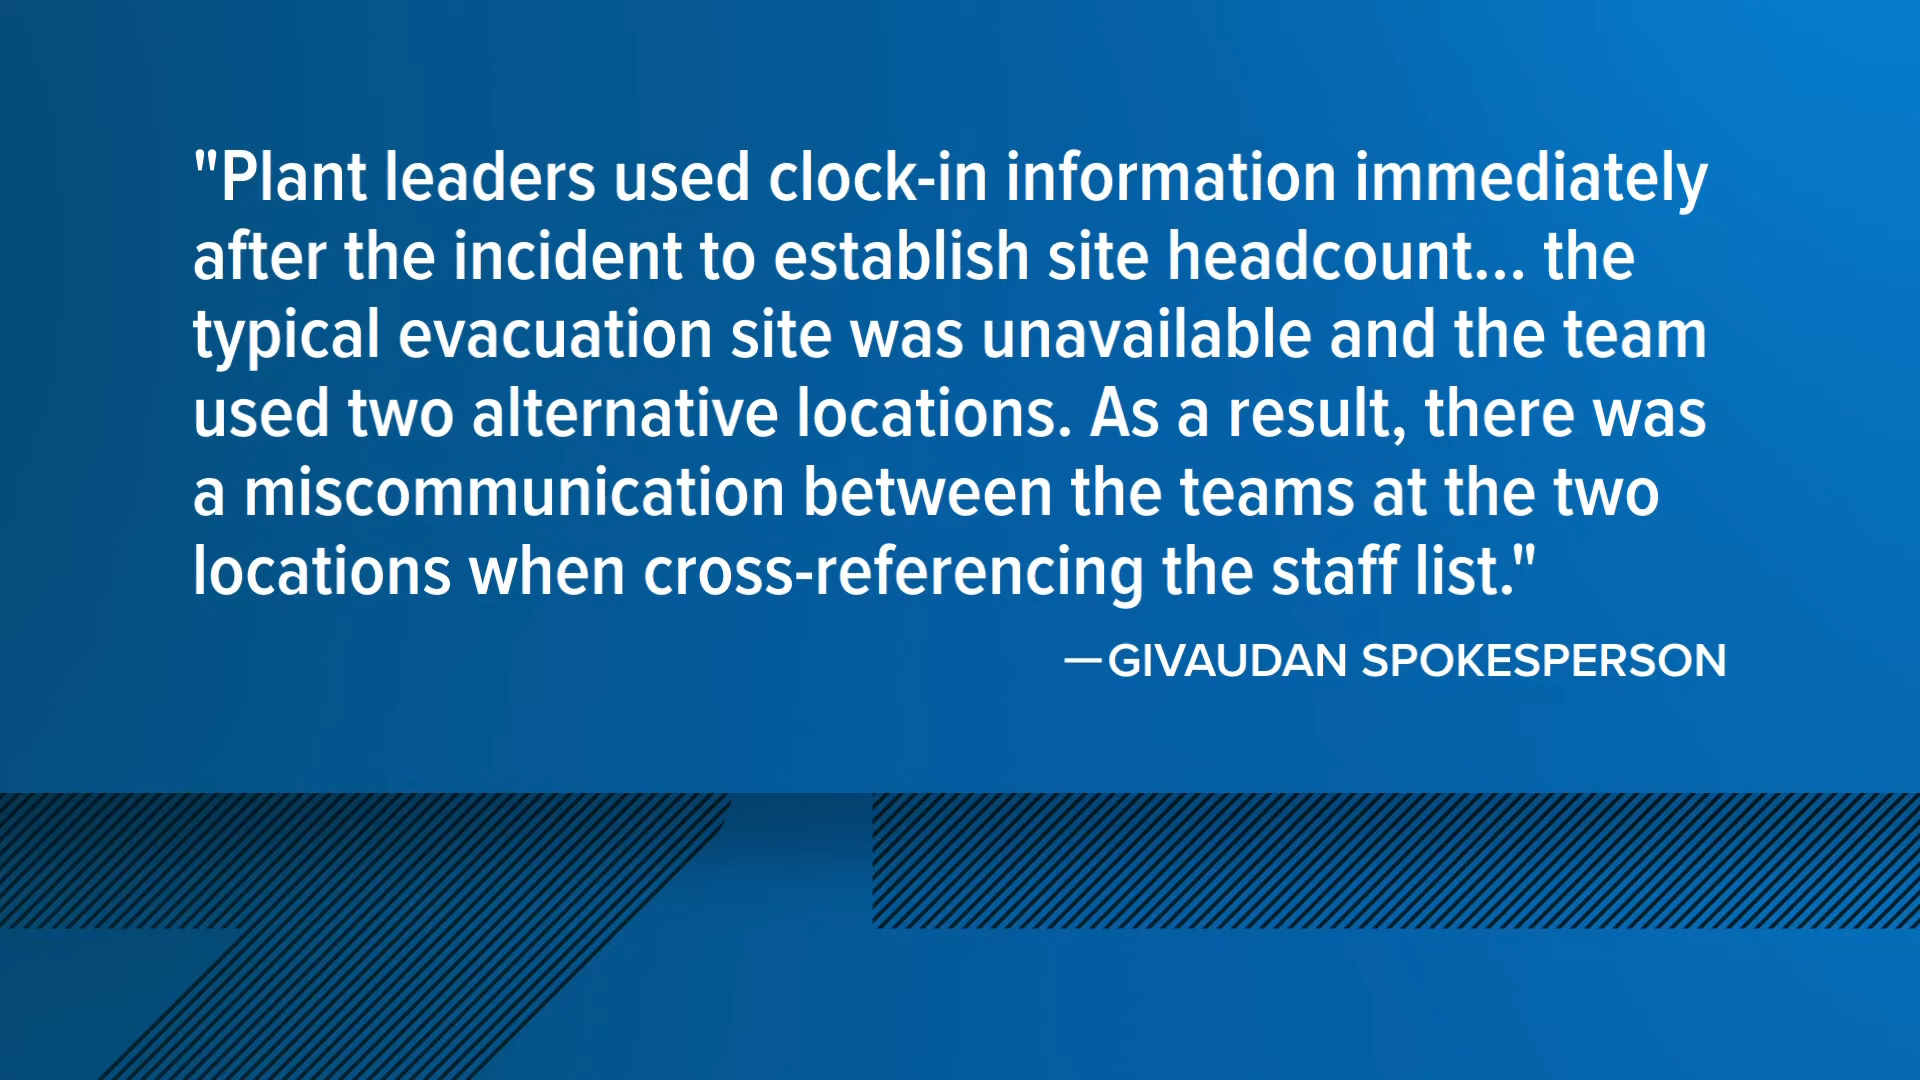 "Plant leaders used clock-in information immediately
after the incident to establish site headcount... the
typical evacuation site was unavailable and the team
used two alternative locations. As a result, there was
a miscommunication between the teams at the two
locations when cross-referencing the staff list."
—GIVAUDAN SPOKESPERSON